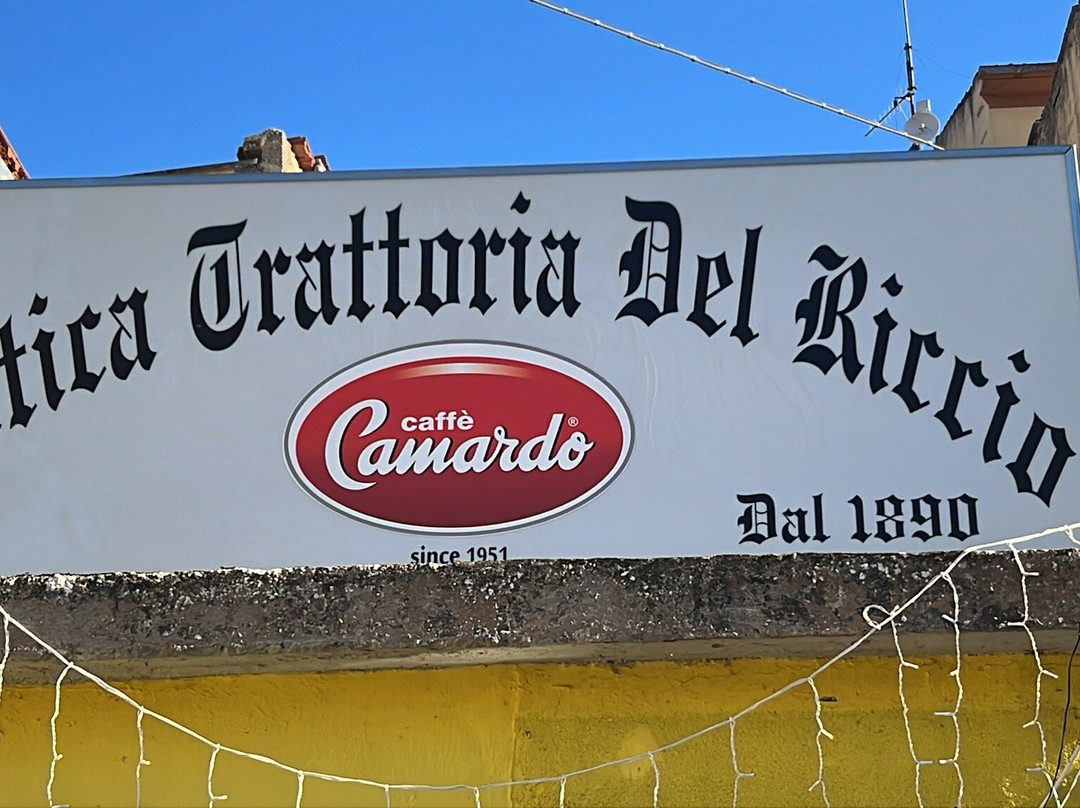 tica Trattoria Del Riccio
caffè
Camardo®
since 1951
Dal 1890